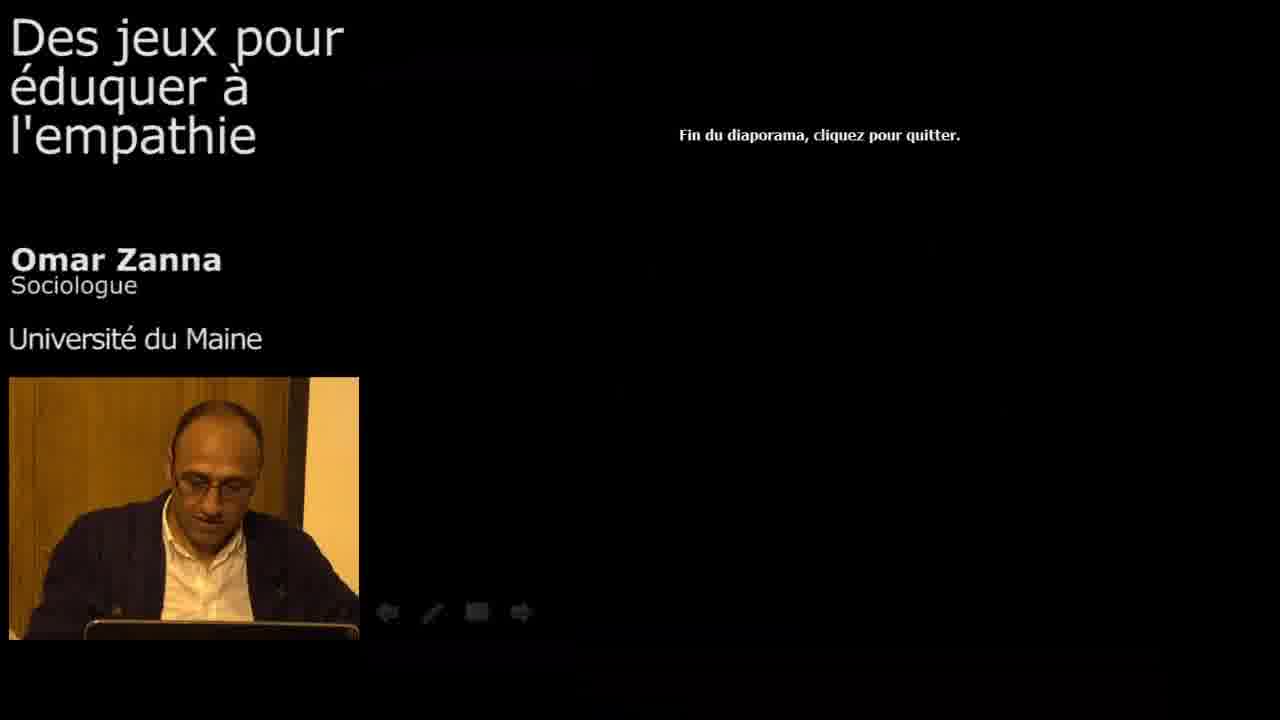 Des jeux pour
éduquer à
l'empathie
Omar Zanna
Sociologue
Université du Maine
Fin du diaporama, cliquez pour quitter.